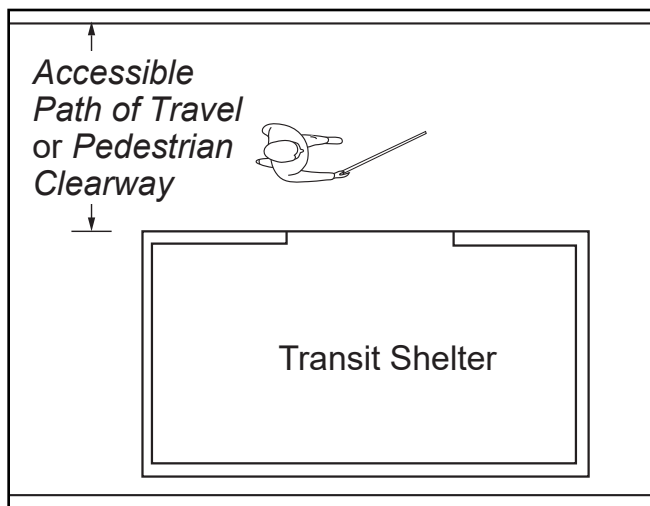 Accessible
Path of Travel
or Pedestrian
Clearway
Transit Shelter